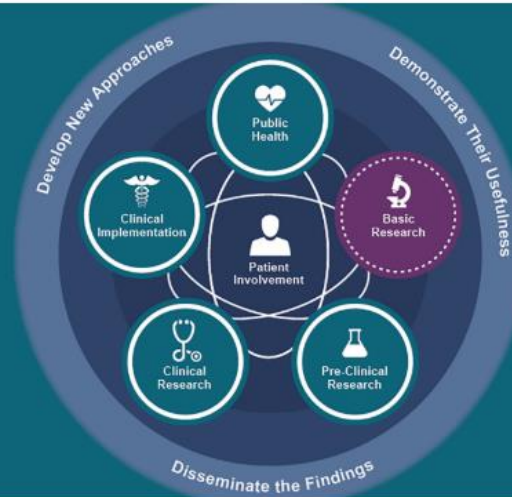 Develop New Approaches
Demonstrate Their Usefulness
Public
Health
Clinical
Implementation
Basic
Research
Patient
Involvement
Clinical
Research
Pre-Clinical
Research
Disseminate the Findings